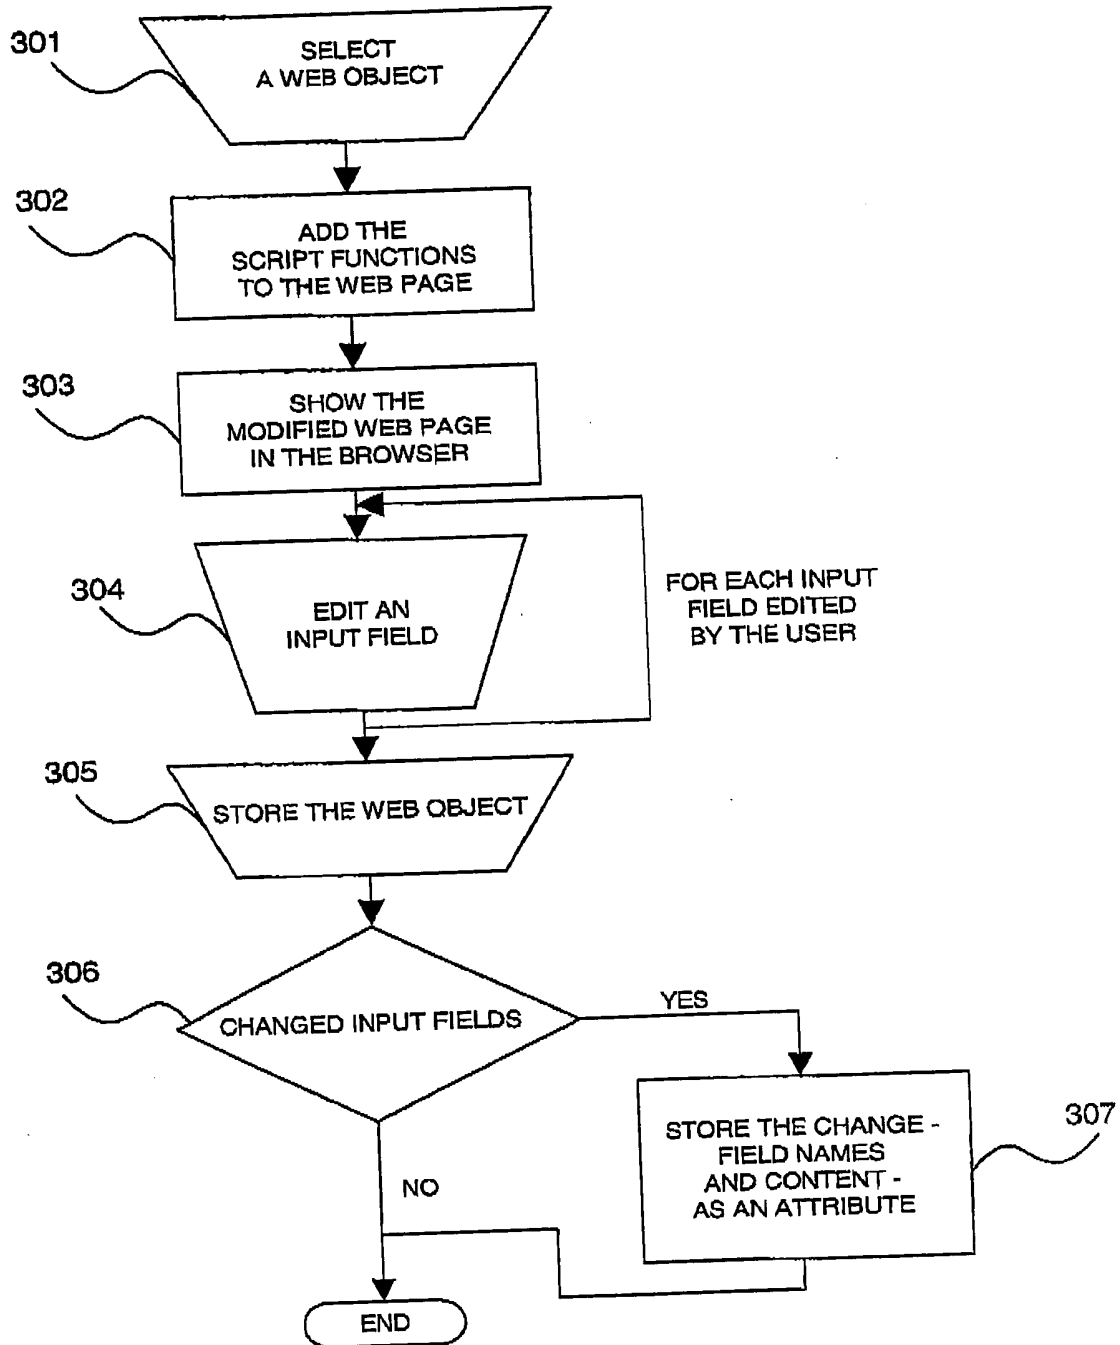 301
SELECT
A WEB OBJECT
302
ADD THE
SCRIPT FUNCTIONS
TO THE WEB PAGE
303
SHOW THE
MODIFIED WEB PAGE
IN THE BROWSER
304
EDIT AN
INPUT FIELD
FOR EACH INPUT
FIELD EDITED
BY THE USER
305
STORE THE WEB OBJECT
306
CHANGED INPUT FIELDS
YES
307
STORE THE CHANGE -
FIELD NAMES
AND CONTENT -
AS AN ATTRIBUTE
NO
END